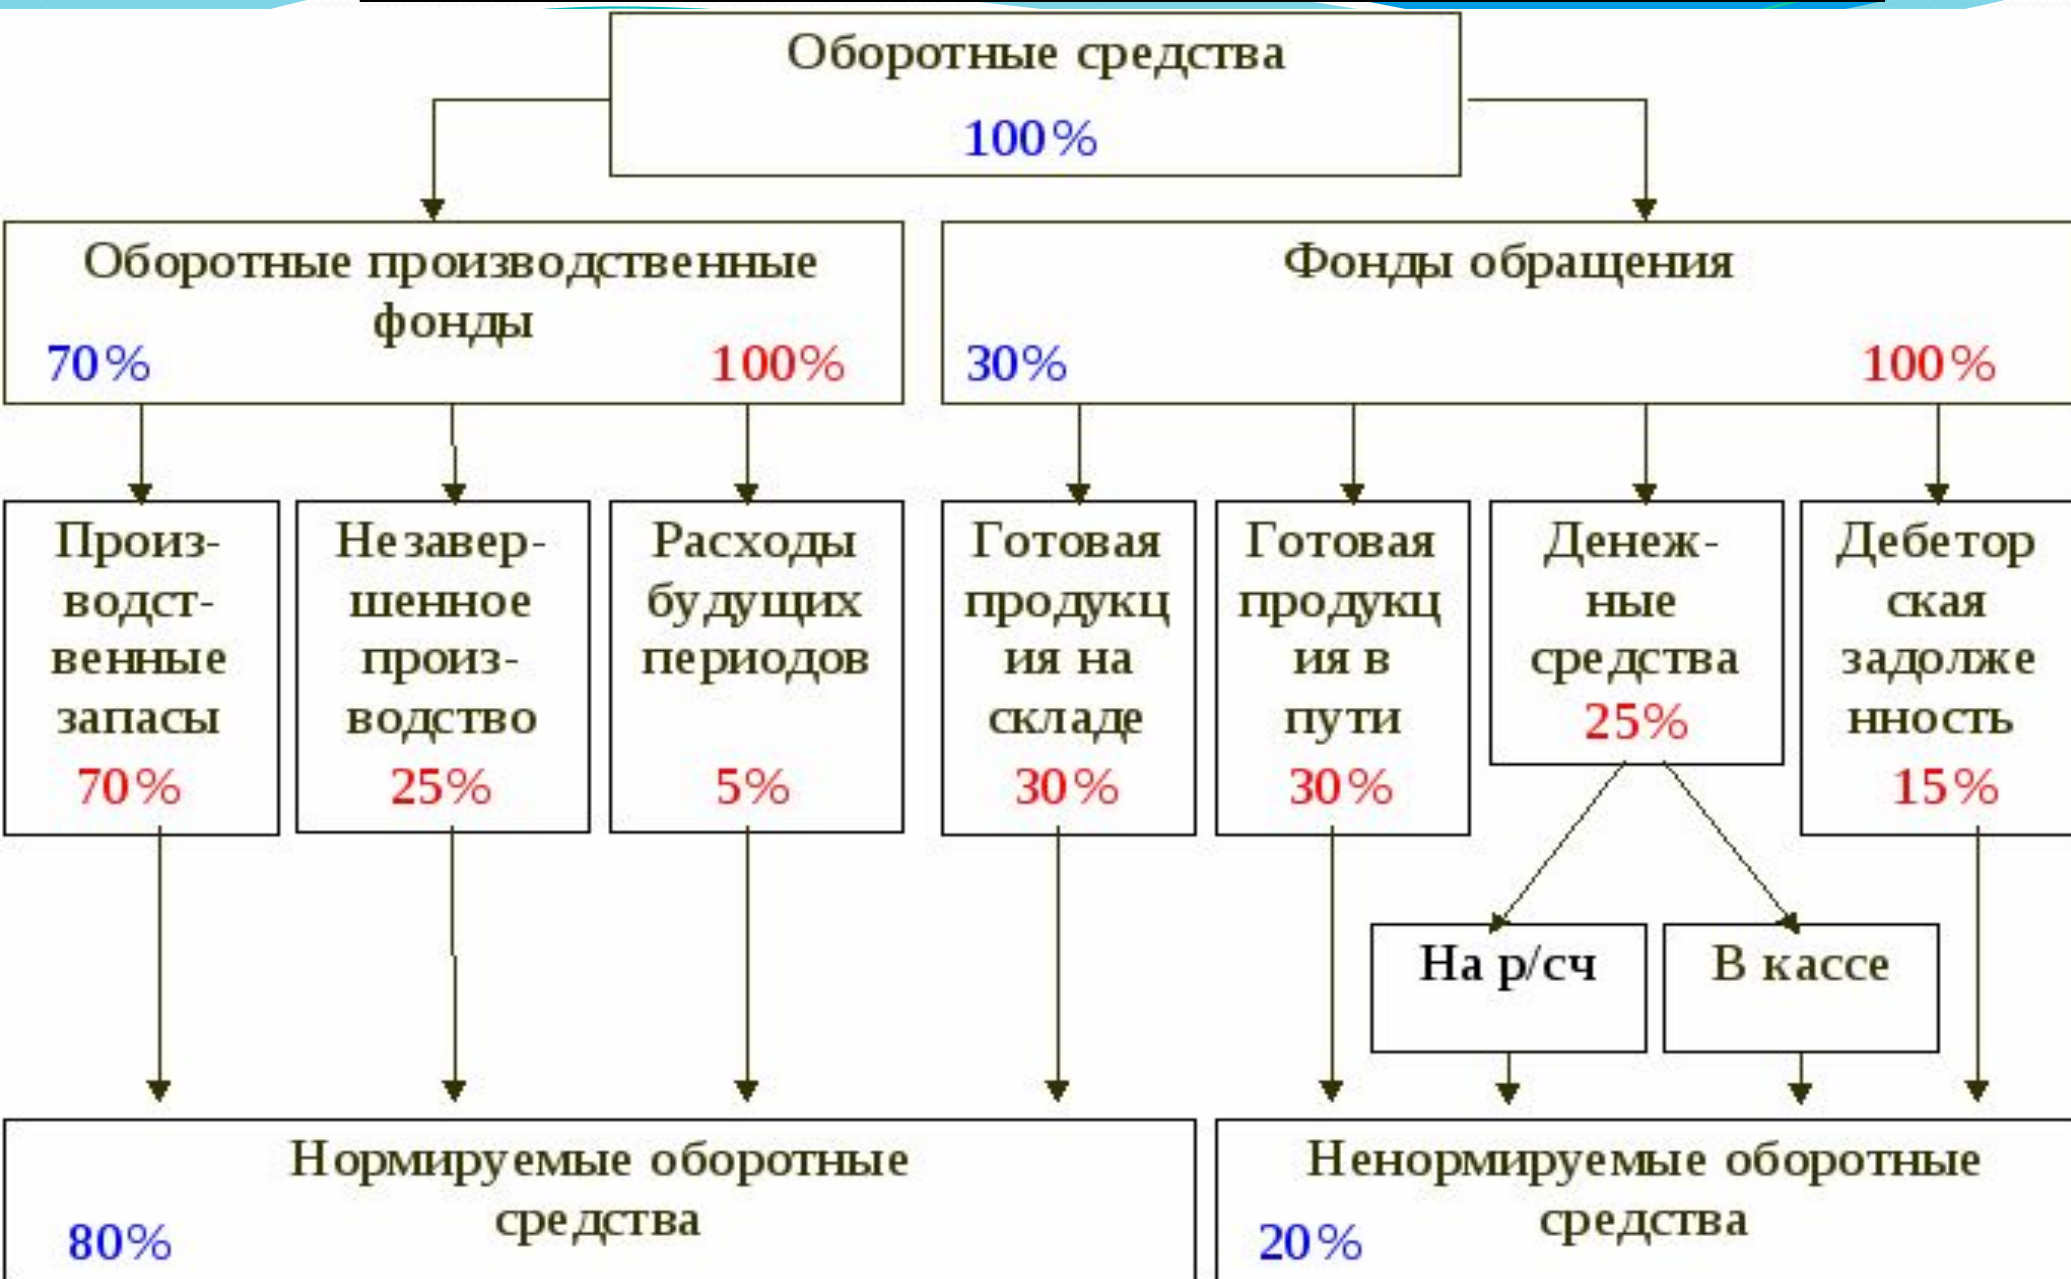 Оборотные средства
100%
Оборотные производственные
фонды
70%
100%
Фонды обращения
30%
100%
Произ-
водст-
венные
запасы
70%
Незавер-
шенное
произ-
водство
25%
Расходы
будущих
периодов
5%
Готовая
продукц
ия на
складе
30%
Готовая
продукц
ия в
пути
30%
Денеж-
ные
средства
25%
Дебетор
ская
задолже
нность
15%
На р/сч
В кассе
Нормируемые оборотные
средства
80%
Ненормируемые оборотные
средства
20%